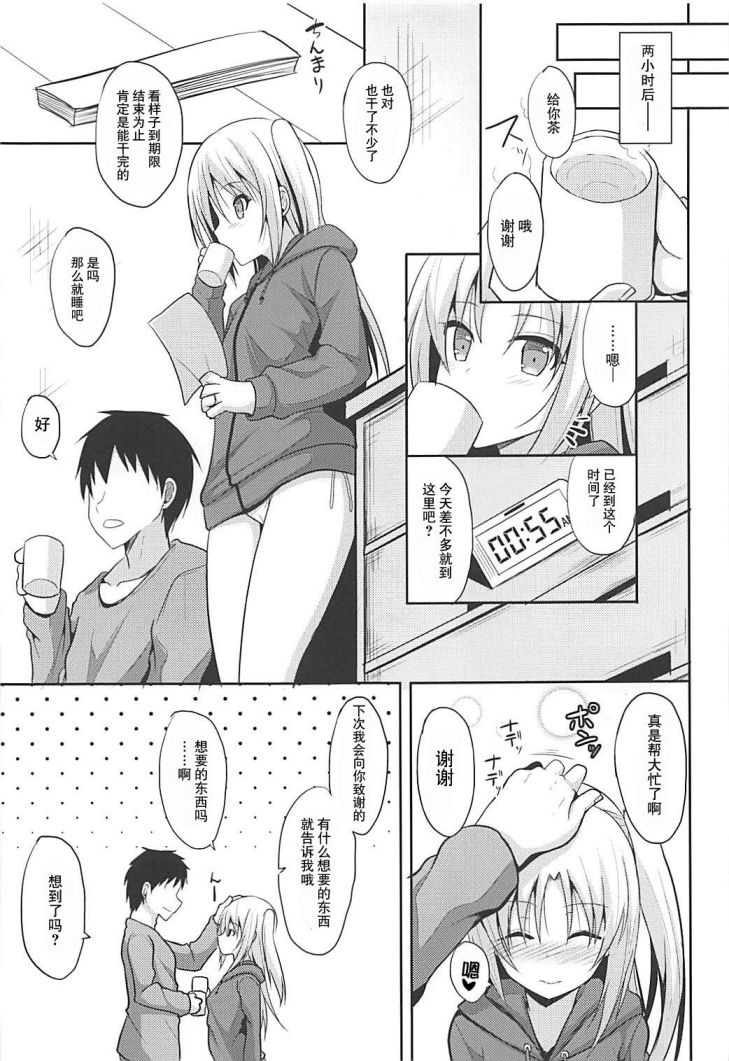 两小时后——
给你茶
哦
谢谢
……
嗯——
已经到这个
时间了
00:55 AM
今天差不多就到
这里吧？
ちんまり
也对
也干了不少了
看样子到期限
结束为止
肯定是能干完的
是吗
那么就睡吧
好
ポンッ
ナデ
ナデ
真是帮大忙了啊
谢谢
嗯♥
下次我会向你致谢的
有什么想要的东西
就告诉我哦
想要的东西吗
……啊
んー
想到了吗？